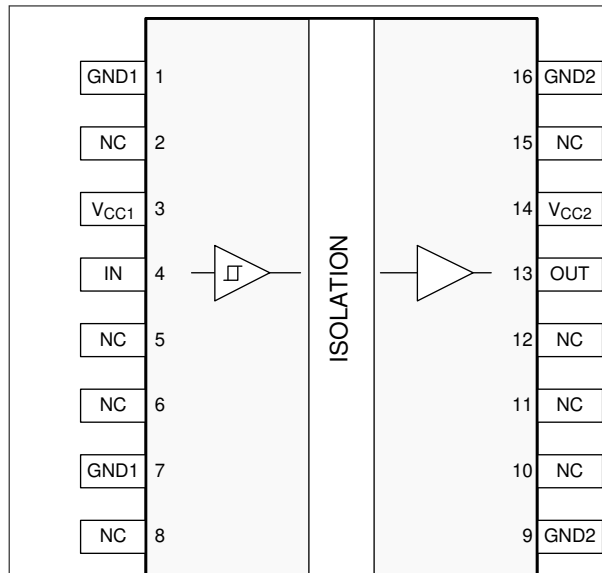 GND1 1 16 GND2
NC 2 15 NC
VCC1 3 14 VCC2
IN 4 13 OUT
NC 5 12 NC
NC 6 11 NC
GND1 7 10 NC
NC 8 9 GND2
ISOLATION